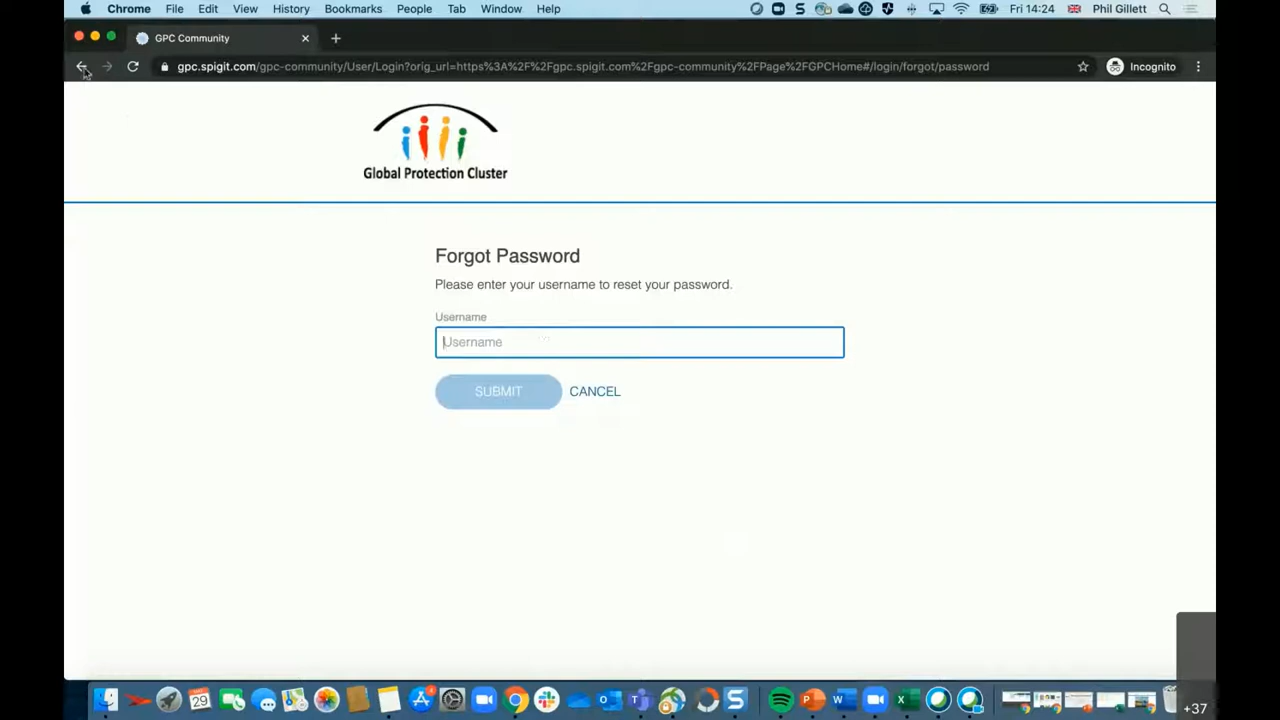 Chrome File Edit View History Bookmarks People Tab Window Help Fri 14:24 Phil Gillett
GPC Community
gpc.spigit.com/gpc-community/User/Login?orig_url=https%3A%2F%2Fgpc.spigit.com%2Fgpc-community%2FPage%2FGPCHome#/login/forgot/password Incognito
Global Protection Cluster
Forgot Password
Please enter your username to reset your password.
Username
Username
SUBMIT CANCEL
29
+37